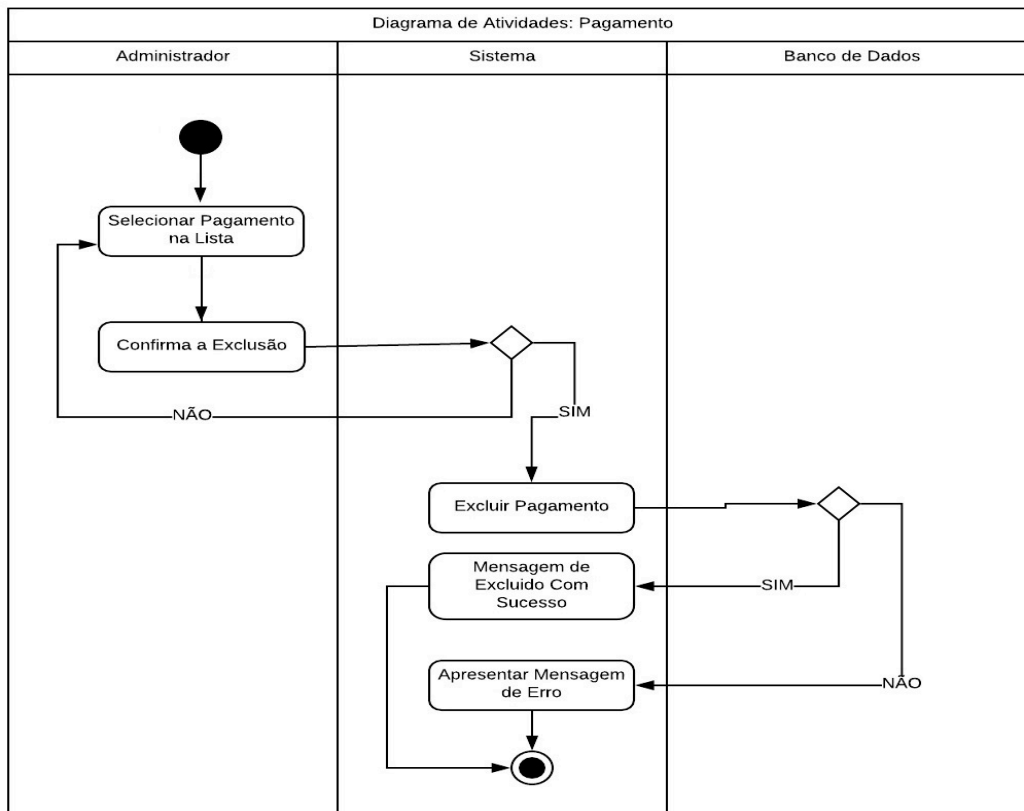 Diagrama de Atividades: Pagamento
Administrador
Sistema
Banco de Dados
Selecionar Pagamento
na Lista
Confirma a Exclusão
NÃO
SIM
Excluir Pagamento
Mensagem de
Excluido Com
Sucesso
SIM
Apresentar Mensagem
de Erro
NÃO